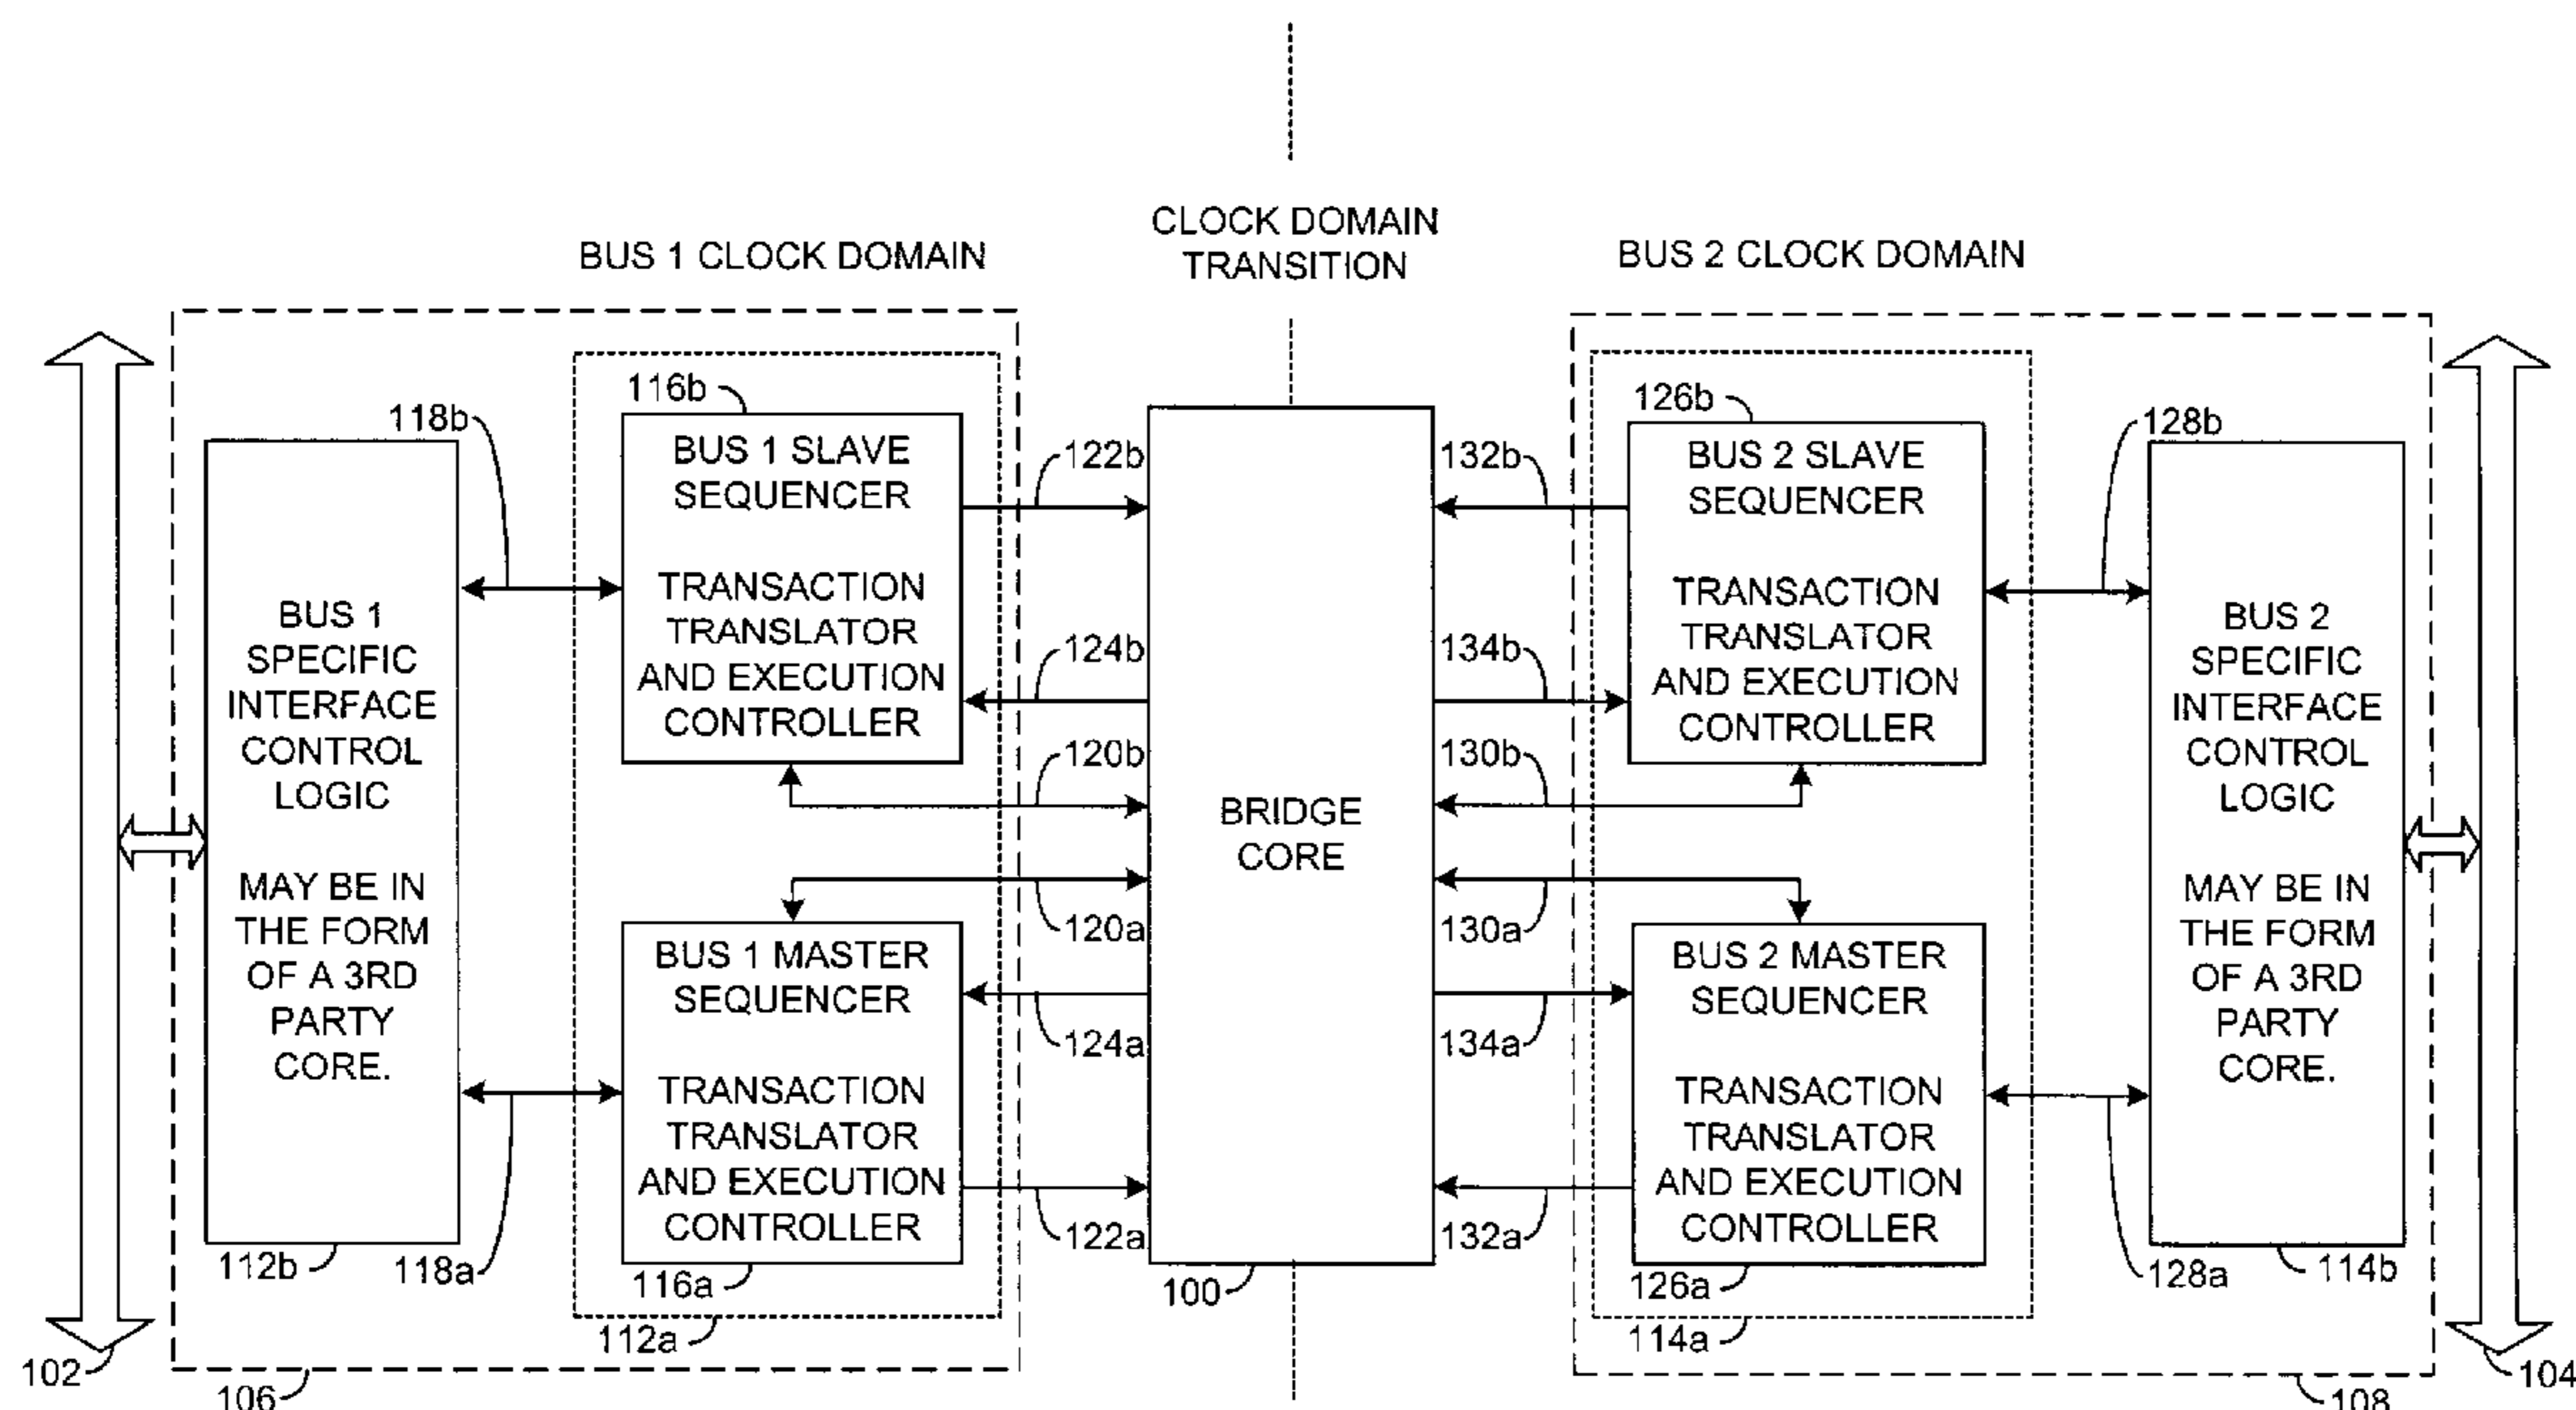 CLOCK DOMAIN
TRANSITION
BUS 1 CLOCK DOMAIN
BUS 2 CLOCK DOMAIN
116b
126b
118b
128b
BUS 1 SLAVE
SEQUENCER
TRANSACTION
TRANSLATOR
AND EXECUTION
CONTROLLER
122b
132b
BUS 2 SLAVE
SEQUENCER
TRANSACTION
TRANSLATOR
AND EXECUTION
CONTROLLER
124b
134b
120b
130b
BUS 1
SPECIFIC
INTERFACE
CONTROL
LOGIC
MAY BE IN
THE FORM
OF A 3RD
PARTY
CORE.
BRIDGE
CORE
BUS 2
SPECIFIC
INTERFACE
CONTROL
LOGIC
MAY BE IN
THE FORM
OF A 3RD
PARTY
CORE.
120a
130a
BUS 1 MASTER
SEQUENCER
TRANSACTION
TRANSLATOR
AND EXECUTION
CONTROLLER
124a
134a
BUS 2 MASTER
SEQUENCER
TRANSACTION
TRANSLATOR
AND EXECUTION
CONTROLLER
122a
132a
112b
118a
116a
100
126a
128a
114b
112a
114a
102
106
108
104